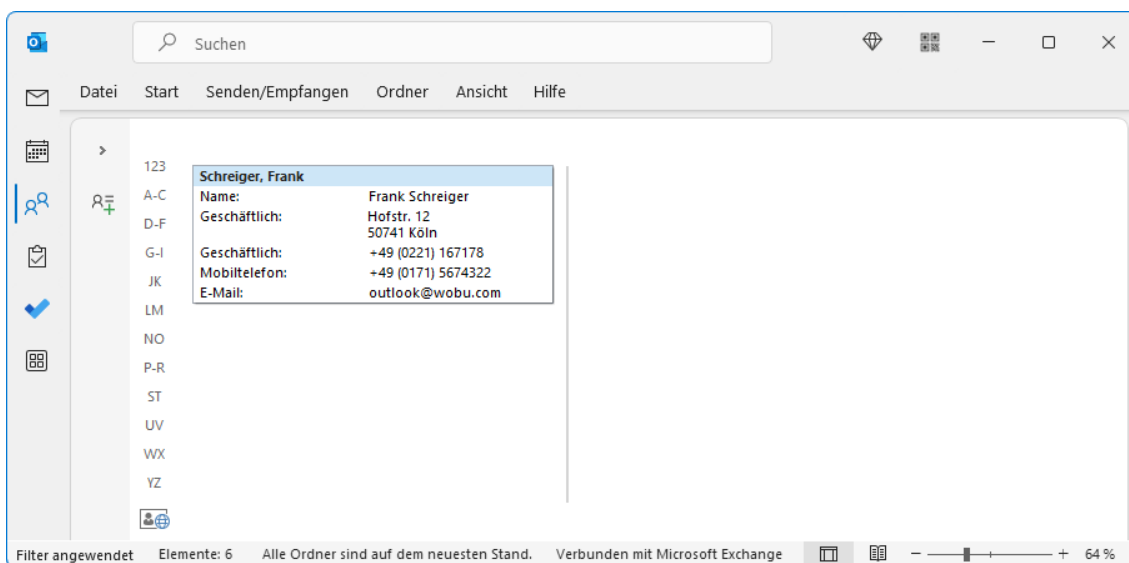 Suchen
Datei Start Senden/Empfangen Ordner Ansicht Hilfe
123
A-C
D-F
G-I
JK
LM
NO
P-R
ST
UV
WX
YZ
Schreiger, Frank
Name: Frank Schreiger
Geschäftlich: Hofstr. 12
50741 Köln
Geschäftlich: +49 (0221) 167178
Mobiltelefon: +49 (0171) 5674322
E-Mail: outlook@wobu.com
Filter angewendet Elemente: 6 Alle Ordner sind auf dem neuesten Stand. Verbunden mit Microsoft Exchange 64 %